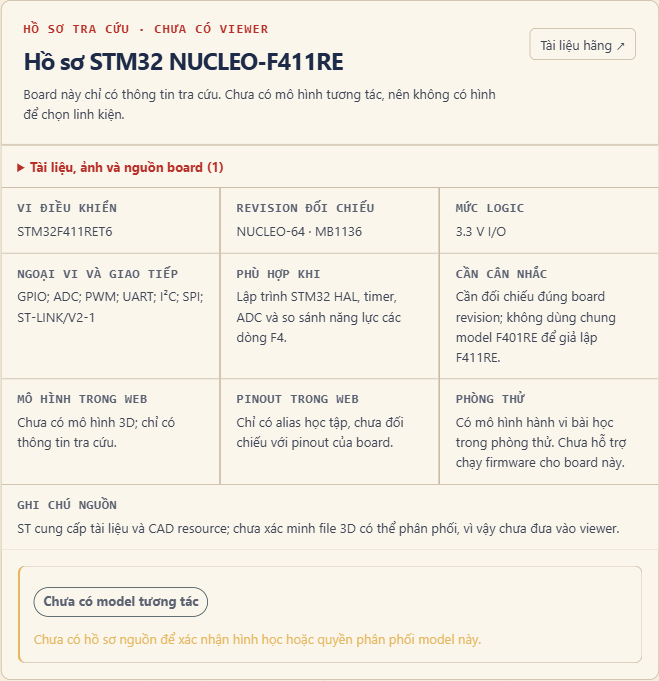 HỒ SƠ TRA CỨU · CHƯA CÓ VIEWER
Hồ sơ STM32 NUCLEO-F411RE
Tài liệu hãng ↗
Board này chỉ có thông tin tra cứu. Chưa có mô hình tương tác, nên không có hình
để chọn linh kiện.
▶ Tài liệu, ảnh và nguồn board (1)
VI ĐIỀU KHIỂN
STM32F411RET6
REVISION ĐỐI CHIẾU
NUCLEO-64 · MB1136
MỨC LOGIC
3.3 V I/O
NGOẠI VI VÀ GIAO TIẾP
GPIO; ADC; PWM; UART; I²C; SPI;
ST-LINK/V2-1
PHÙ HỢP KHI
Lập trình STM32 HAL, timer,
ADC và so sánh năng lực các
dòng F4.
CẦN CÂN NHẮC
Cần đối chiếu đúng board
revision; không dùng chung
model F401RE để giả lập
F411RE.
MÔ HÌNH TRONG WEB
Chưa có mô hình 3D; chỉ có
thông tin tra cứu.
PINOUT TRONG WEB
Chỉ có alias học tập, chưa đối
chiếu với pinout của board.
PHÒNG THỬ
Có mô hình hành vi bài học
trong phòng thử. Chưa hỗ trợ
chạy firmware cho board này.
GHI CHÚ NGUỒN
ST cung cấp tài liệu và CAD resource; chưa xác minh file 3D có thể phân phối, vì vậy chưa đưa vào viewer.
Chưa có model tương tác
Chưa có hồ sơ nguồn để xác nhận hình học hoặc quyền phân phối model này.